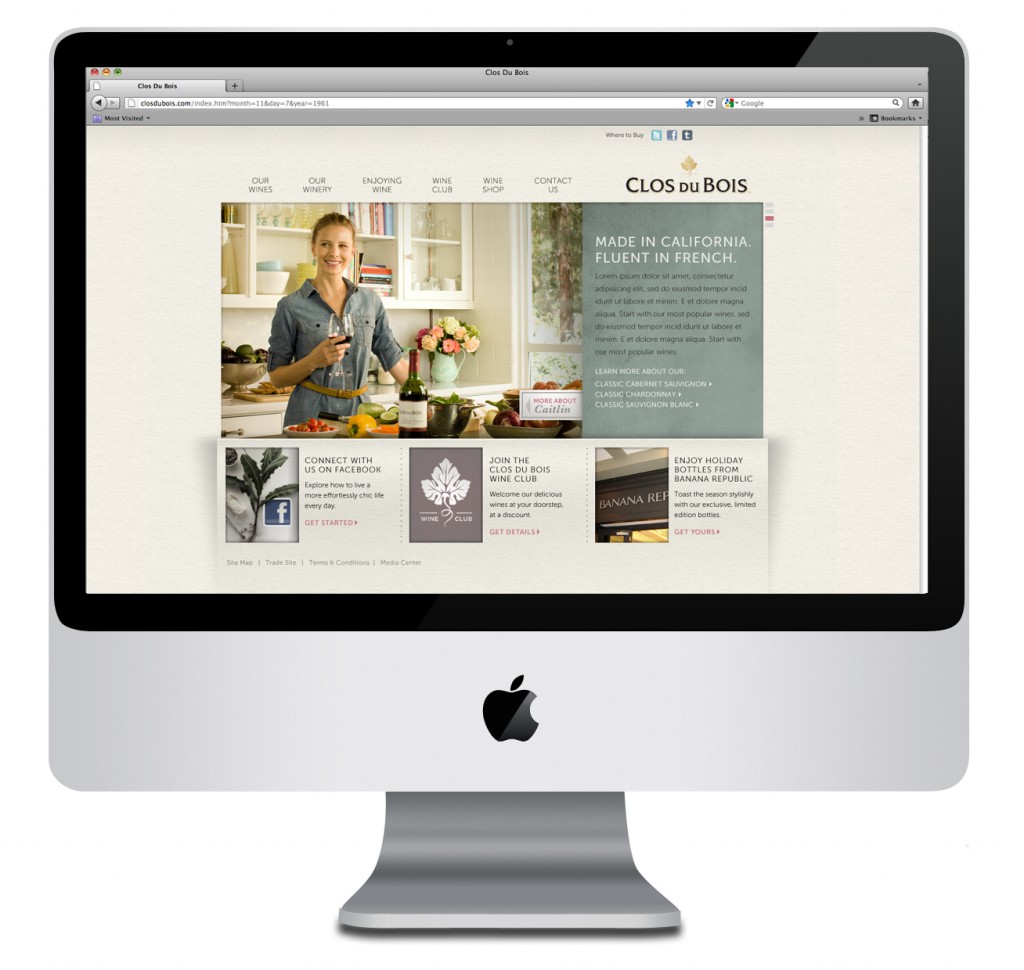 Clos Du Bois
Clos Du Bois
closdubois.com/index.htm?month=11&day=7&year=1961
Google
Most Visited
Bookmarks
Where to Buy
OUR WINES
OUR WINERY
ENJOYING WINE
WINE CLUB
WINE SHOP
CONTACT US
CLOS DU BOIS
MADE IN CALIFORNIA.
FLUENT IN FRENCH.
Lorem ipsum dolor sit amet, consectetur
adipisicing elit, sed do eiusmod tempor incid
idunt ut labore et minim. E et dolore magna
aliqua. Start with our most popular wines. sed
do eiusmod tempor incid idunt ut labore et
minim. E et dolore magna aliqua. Start with
our most popular wines.
LEARN MORE ABOUT OUR:
CLASSIC CABERNET SAUVIGNON
CLASSIC CHARDONNAY
CLASSIC SAUVIGNON BLANC
MORE ABOUT
Caitlin
CONNECT WITH
US ON FACEBOOK
Explore how to live a
more effortlessly chic life
every day.
GET STARTED
WINE CLUB
JOIN THE
CLOS DU BOIS
WINE CLUB
Welcome our delicious
wines at your doorstep,
at a discount.
GET DETAILS
BANANA REP
ENJOY HOLIDAY
BOTTLES FROM
BANANA REPUBLIC
Toast the season stylishly
with our exclusive, limited
edition bottles.
GET YOURS
Site Map | Trade Site | Terms & Conditions | Media Center